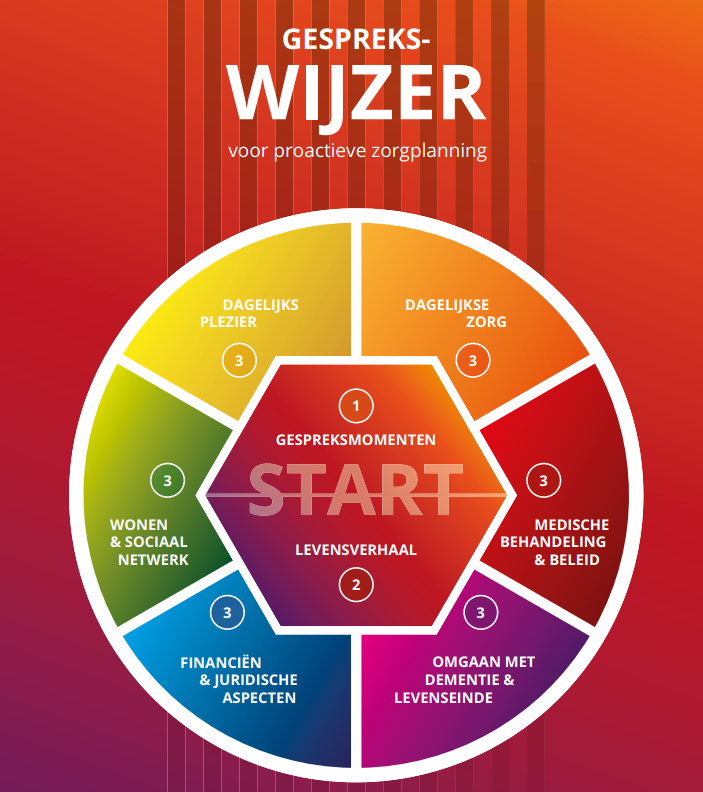 GESPREKS-
WIJZER
voor proactieve zorgplanning
DAGELIJKS
PLEZIER
3
DAGELIJKSE
ZORG
3
1
GESPREKSMOMENTEN
START
LEVENSVERHAAL
2
3
WONEN
& SOCIAAL
NETWERK
3
MEDISCHE
BEHANDELING
& BELEID
3
FINANCIËN
& JURIDISCHE
ASPECTEN
3
OMGAAN MET
DEMENTIE &
LEVENSEINDE